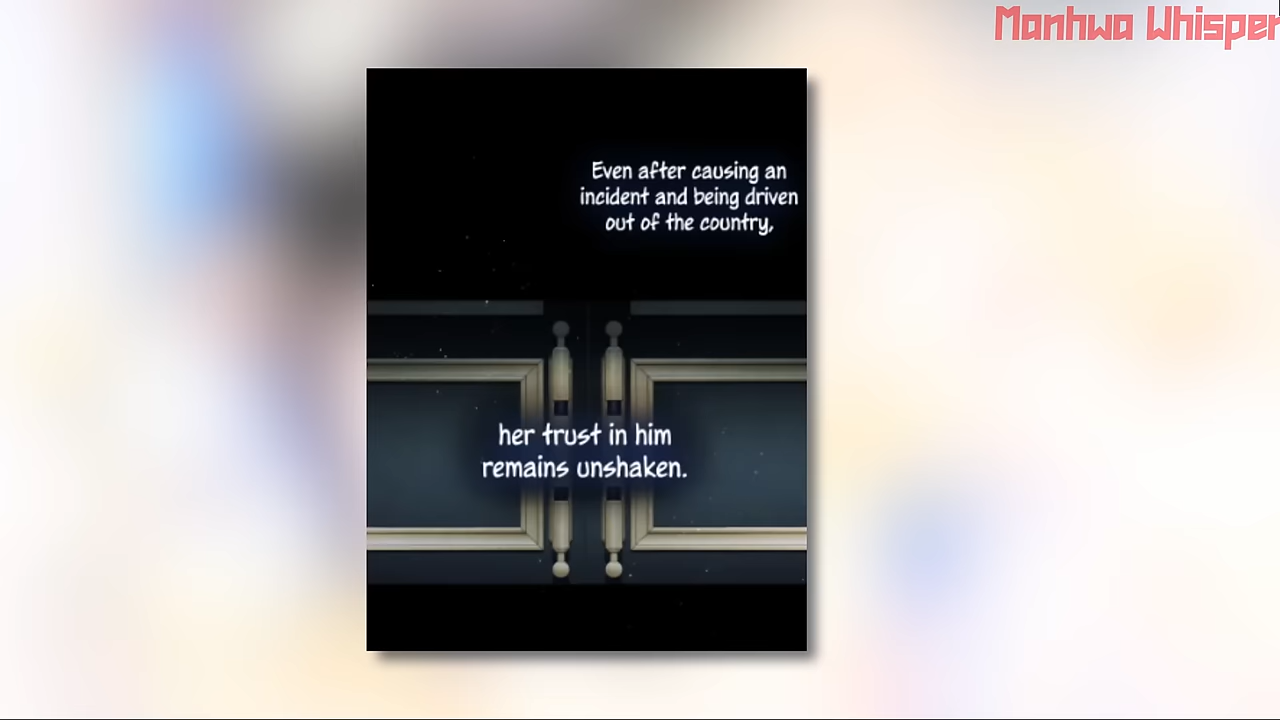 Manhwa Whisper
Even after causing an
incident and being driven
out of the country,
her trust in him
remains unshaken.